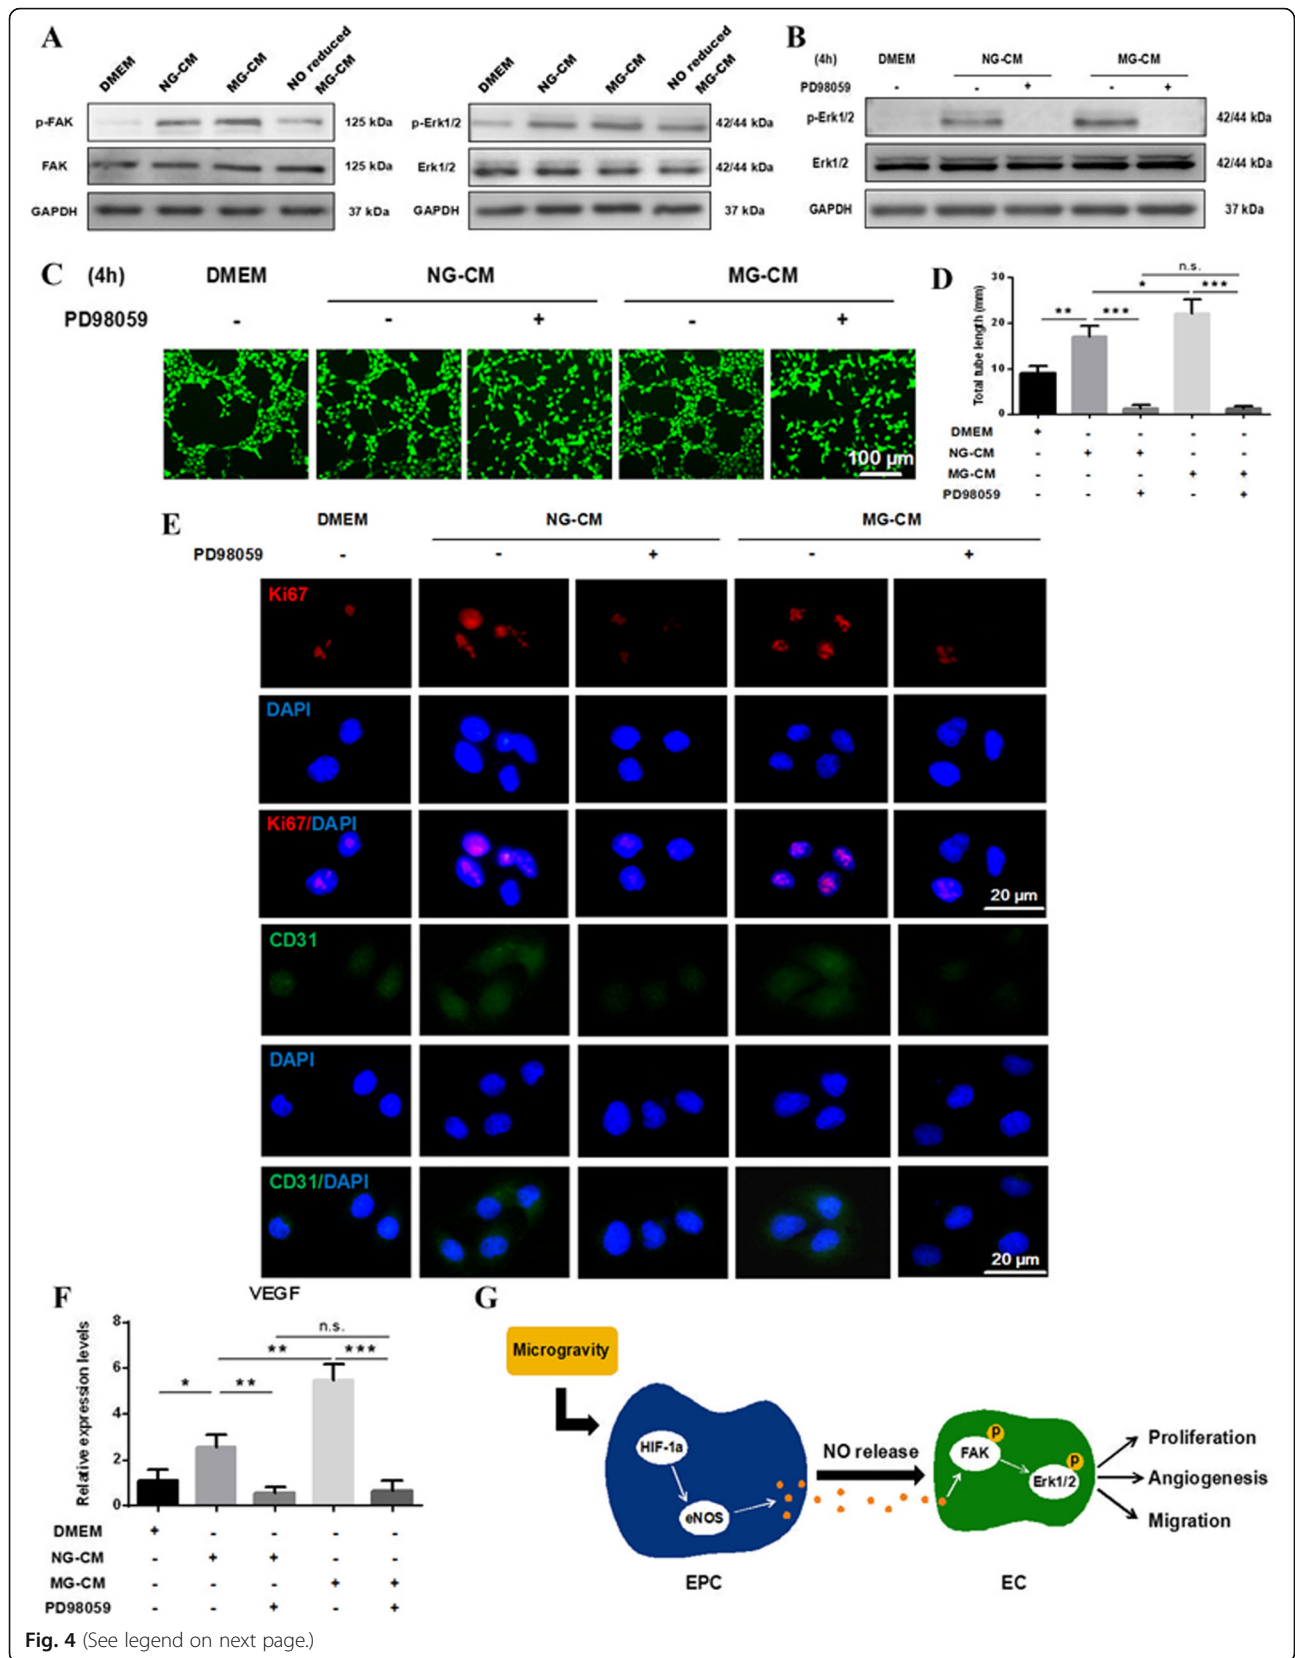 A
DMEM NG-CM MG-CM NO reduced MG-CM
p-FAK 125 kDa
FAK 125 kDa
GAPDH 37 kDa
DMEM NG-CM MG-CM NO reduced MG-CM
p-Erk1/2 42/44 kDa
Erk1/2 42/44 kDa
GAPDH 37 kDa
B
(4h) DMEM NG-CM MG-CM
PD98059 - - + - +
p-Erk1/2 42/44 kDa
Erk1/2 42/44 kDa
GAPDH 37 kDa
C (4h) DMEM NG-CM MG-CM
PD98059 - - + - +
100 µm
D
Total tube length (mm)
30
20
10
0
** *** * *** n.s.
DMEM + - - - -
NG-CM - + + - -
MG-CM - - - + +
PD98059 - - + - +
E
DMEM NG-CM MG-CM
PD98059 - - + - +
Ki67
DAPI
Ki67/DAPI
20 µm
CD31
DAPI
CD31/DAPI
20 µm
F
VEGF
Relative expression levels
8
6
4
2
0
* ** ** *** n.s.
DMEM + - - - -
NG-CM - + + - -
MG-CM - - - + +
PD98059 - - + - +
G
Microgravity
HIF-1a
eNOS
EPC
NO release
FAK
P
Erk1/2
P
EC
Proliferation
Angiogenesis
Migration
Fig. 4 (See legend on next page.)